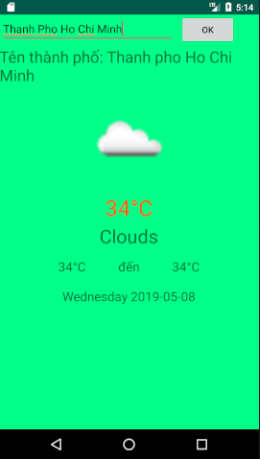 5:14
Thanh Pho Ho Chi Minh
OK
Tên thành phố: Thanh pho Ho Chi
Minh
34°C
Clouds
34°C đến 34°C
Wednesday 2019-05-08